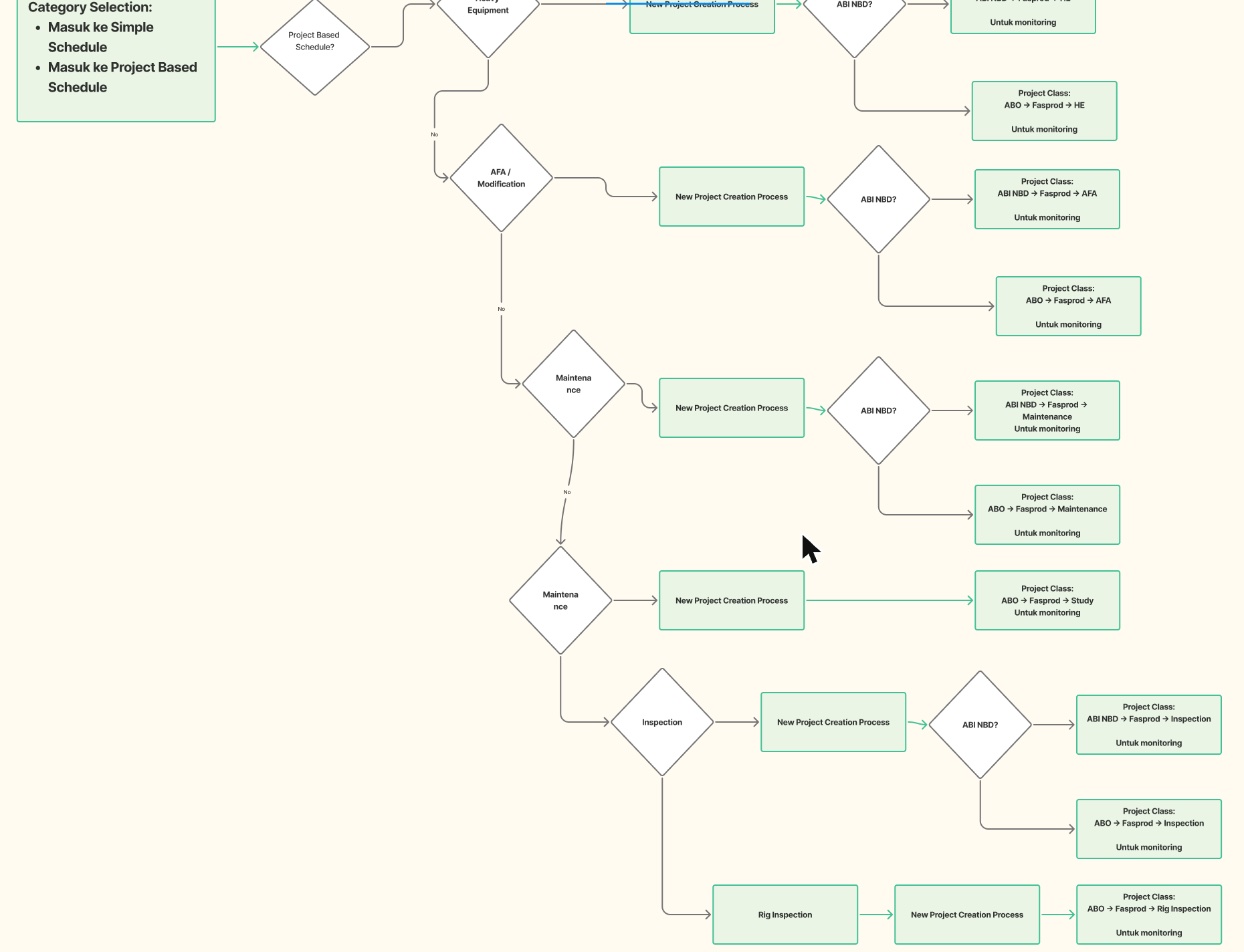 Category Selection:
• Masuk ke Simple
Schedule
• Masuk ke Project Based
Schedule
Project Based
Schedule?
Equipment
New Project Creation Process
ABI NBD?
Untuk monitoring
Project Class:
ABO → Fasprod → HE
Untuk monitoring
No
AFA /
Modification
New Project Creation Process
ABI NBD?
Project Class:
ABI NBD → Fasprod → AFA
Untuk monitoring
Project Class:
ABO → Fasprod → AFA
Untuk monitoring
No
Maintena
nce
New Project Creation Process
ABI NBD?
Project Class:
ABI NBD → Fasprod →
Maintenance
Untuk monitoring
Project Class:
ABO → Fasprod → Maintenance
Untuk monitoring
No
Maintena
nce
New Project Creation Process
Project Class:
ABO → Fasprod → Study
Untuk monitoring
Inspection
New Project Creation Process
ABI NBD?
Project Class:
ABI NBD → Fasprod → Inspection
Untuk monitoring
Project Class:
ABO → Fasprod → Inspection
Untuk monitoring
Rig Inspection
New Project Creation Process
Project Class:
ABO → Fasprod → Rig Inspection
Untuk monitoring